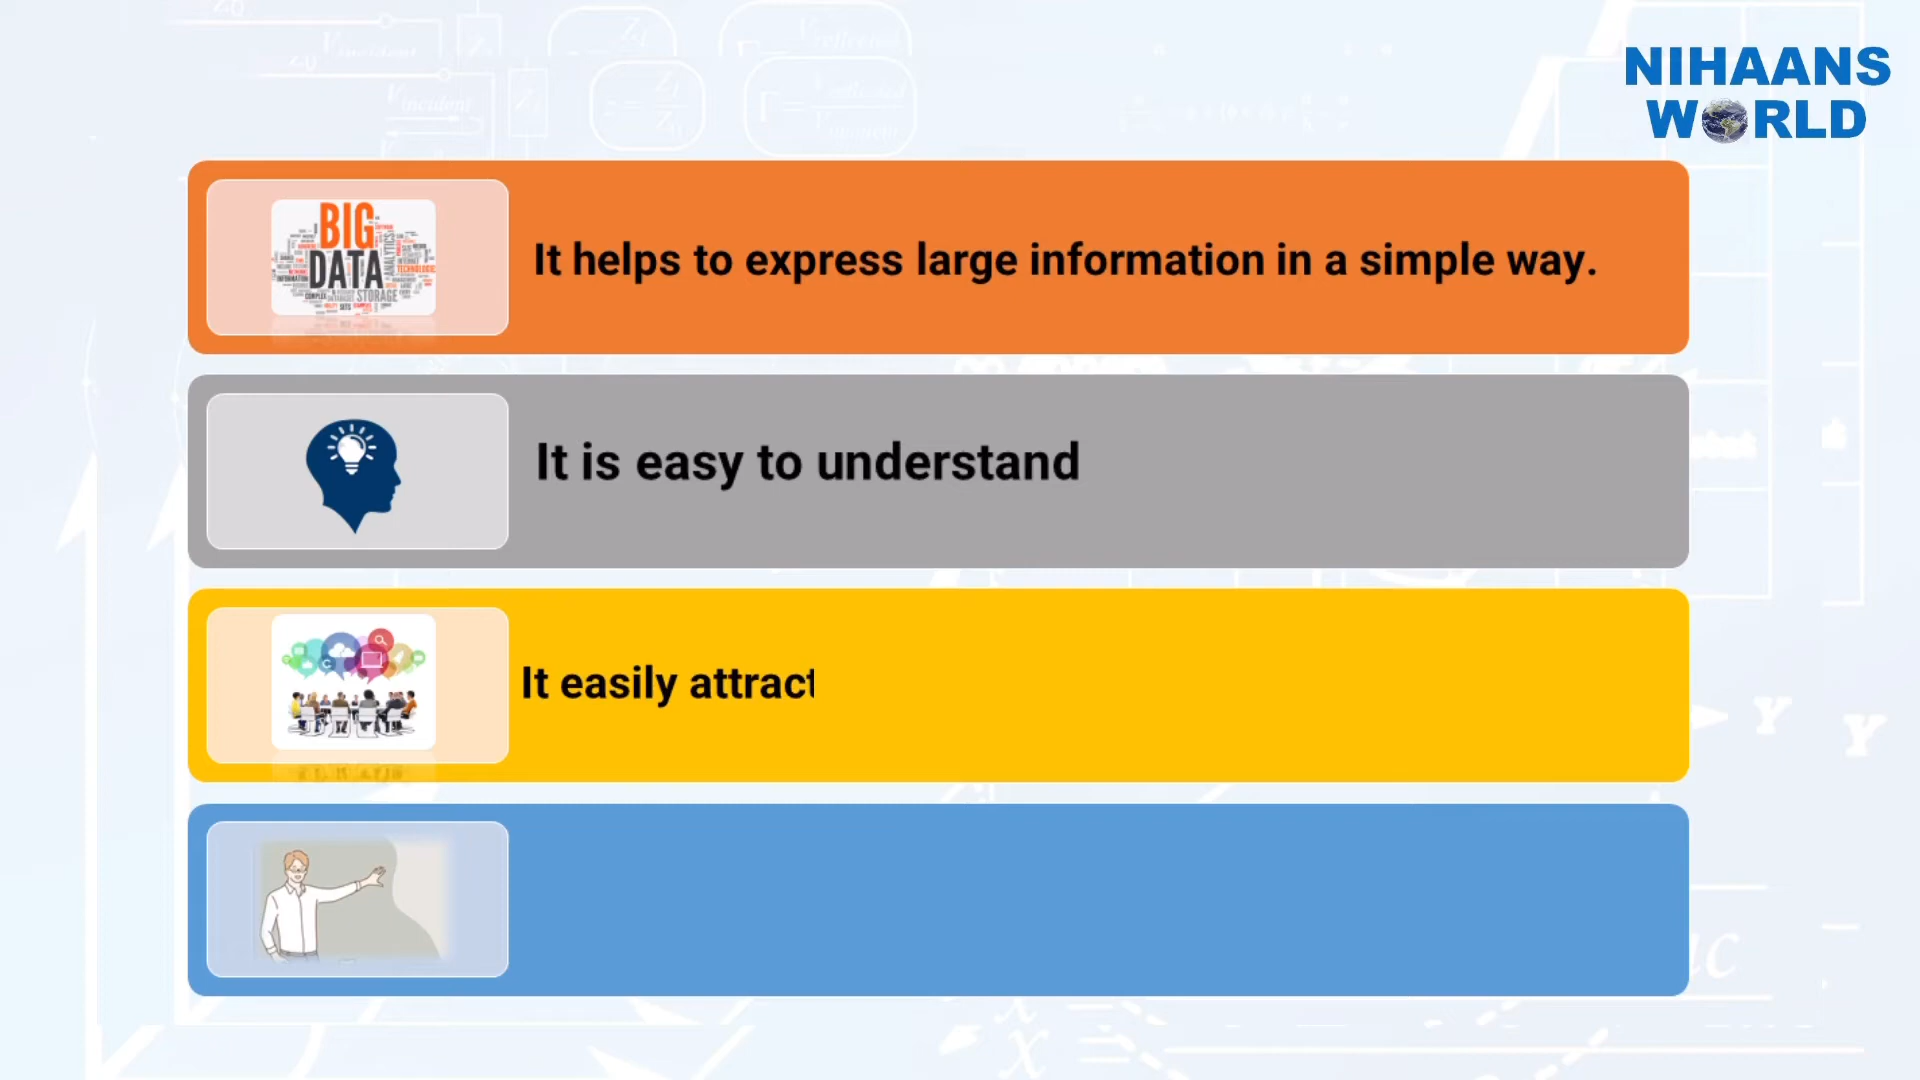 NIHAANS
WORLD
BIG
DATA
ANALYTICS
STORAGE
It helps to express large information in a simple way.
It is easy to understand
It easily attract